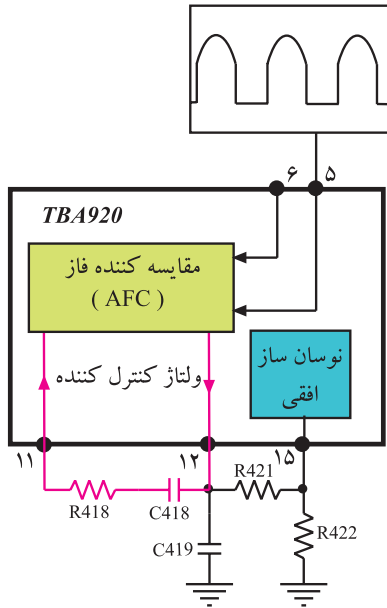 ۶ ۵
TBA920
مقایسه کننده فاز
( AFC )
ولتاژ کنترل کننده
نوسان ساز
افقی
۱۱ ۱۲ ۱۵
R418
C418
R421
C419
R422